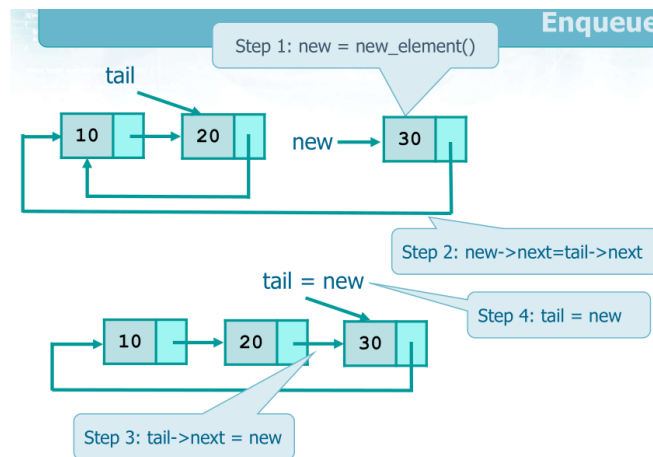 Enqueue
Step 1: new = new_element()
tail
10
20
new
30
Step 2: new->next=tail->next
tail = new
Step 4: tail = new
10
20
30
Step 3: tail->next = new